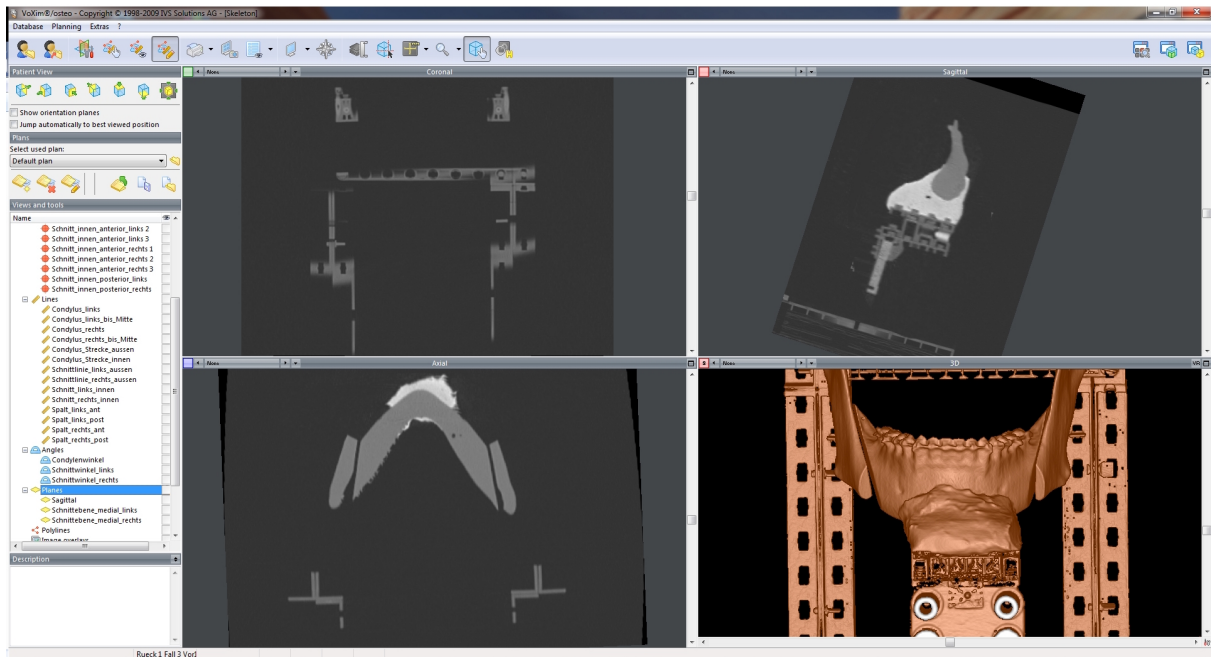 VoXim®/osteo - Copyright © 1998-2009 IVS Solutions AG - [Skeleton]
Database Planning Extras ?
Patient View
Show orientation planes
Jump automatically to best viewed position
Plans
Select used plan:
Default plan
Views and tools
Name
Schnitt_innen_anterior_links 2
Schnitt_innen_anterior_links 3
Schnitt_innen_anterior_rechts 1
Schnitt_innen_anterior_rechts 2
Schnitt_innen_anterior_rechts 3
Schnitt_innen_posterior_links
Schnitt_innen_posterior_rechts
Lines
Condylus_links
Condylus_links_bis_Mitte
Condylus_rechts
Condylus_rechts_bis_Mitte
Condylus_Strecke_aussen
Condylus_Strecke_innen
Schnittlinie_links_aussen
Schnittlinie_rechts_aussen
Schnitt_links_innen
Schnitt_rechts_innen
Spalt_links_ant
Spalt_links_post
Spalt_rechts_ant
Spalt_rechts_post
Angles
Condylenwinkel
Schnittwinkel_links
Schnittwinkel_rechts
Planes
Sagittal
Schnittebene_medial_links
Schnittebene_medial_rechts
Polylines
Image overlays
Description
None Coronal
None Sagittal
None Axial
S None 3D VR
Rueck 1 Fall 3 Vord